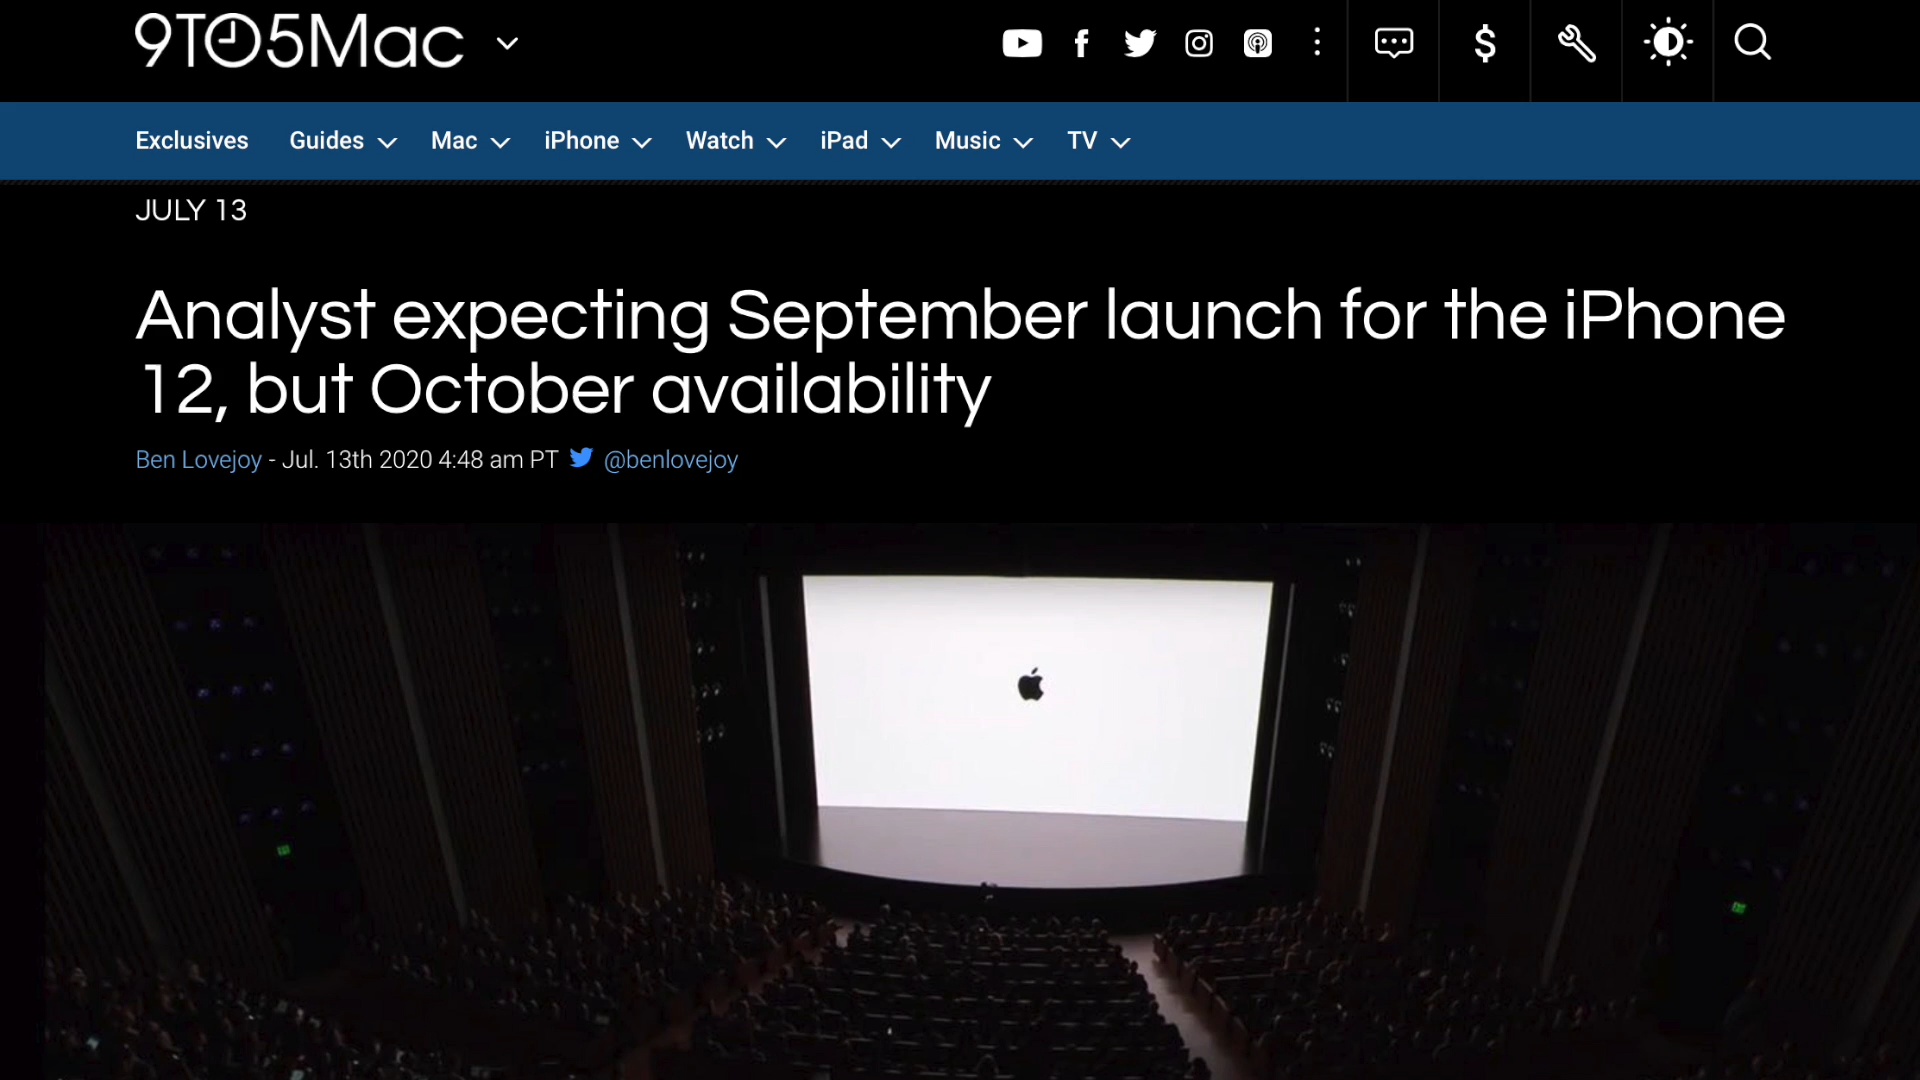 9TO5Mac
Exclusives Guides Mac iPhone Watch iPad Music TV
JULY 13
Analyst expecting September launch for the iPhone
12, but October availability
Ben Lovejoy - Jul. 13th 2020 4:48 am PT @benlovejoy